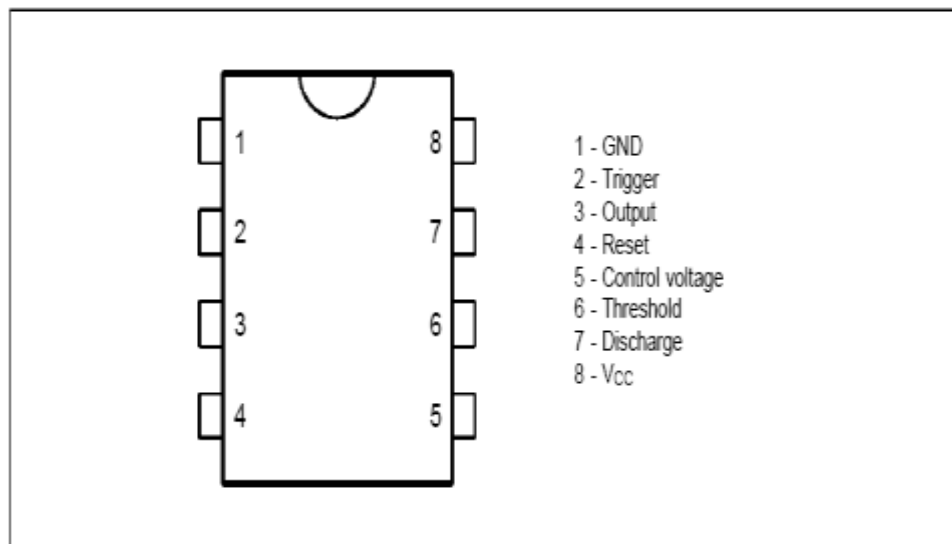 1 8
2 7
3 6
4 5
1 - GND
2 - Trigger
3 - Output
4 - Reset
5 - Control voltage
6 - Threshold
7 - Discharge
8 - VCC